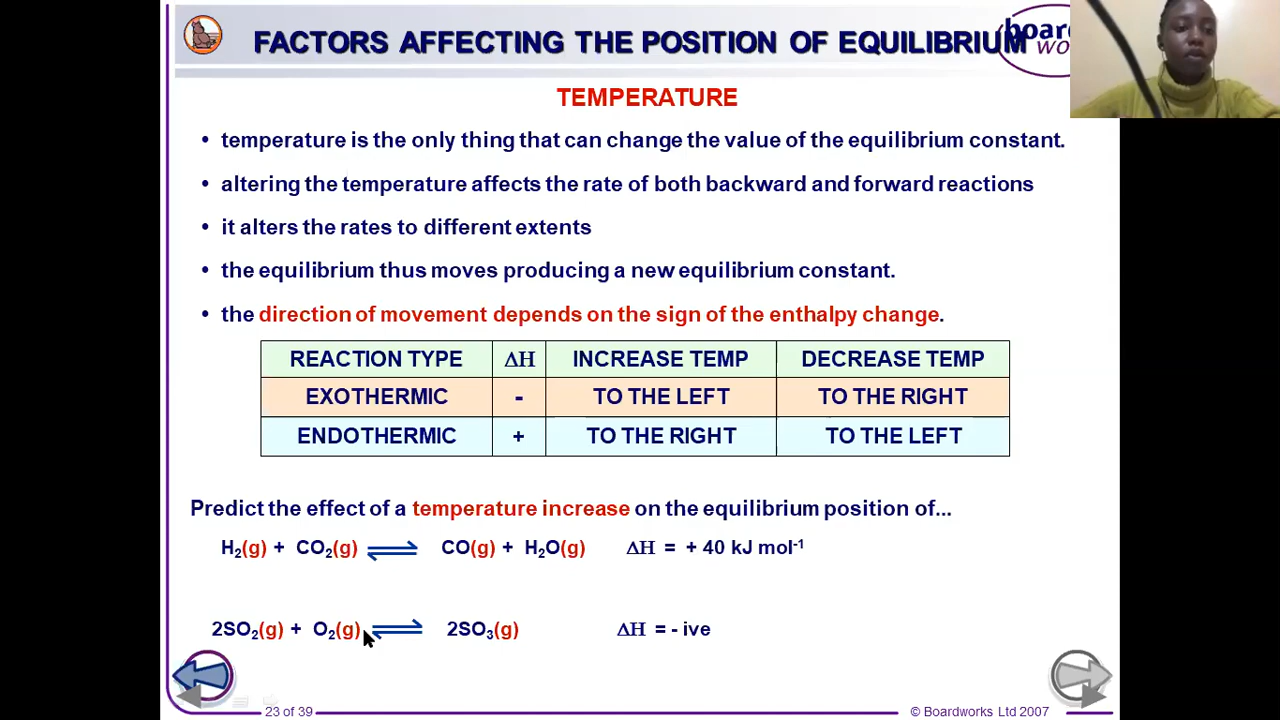 FACTORS AFFECTING THE POSITION OF EQUILIBRIUM
TEMPERATURE
• temperature is the only thing that can change the value of the equilibrium constant.
• altering the temperature affects the rate of both backward and forward reactions
• it alters the rates to different extents
• the equilibrium thus moves producing a new equilibrium constant.
• the direction of movement depends on the sign of the enthalpy change.
REACTION TYPE ΔH INCREASE TEMP DECREASE TEMP
EXOTHERMIC - TO THE LEFT TO THE RIGHT
ENDOTHERMIC + TO THE RIGHT TO THE LEFT
Predict the effect of a temperature increase on the equilibrium position of...
H₂(g) + CO₂(g) ⇌ CO(g) + H₂O(g) ΔH = + 40 kJ mol⁻¹
2SO₂(g) + O₂(g) ⇌ 2SO₃(g) ΔH = - ive
23 of 39 © Boardworks Ltd 2007